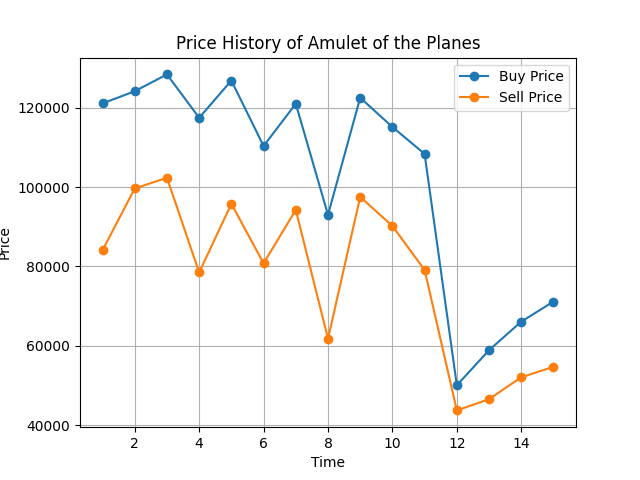 Price History of Amulet of the Planes
Buy Price
Sell Price
120000
100000
80000
60000
40000
Price
2 4 6 8 10 12 14
Time